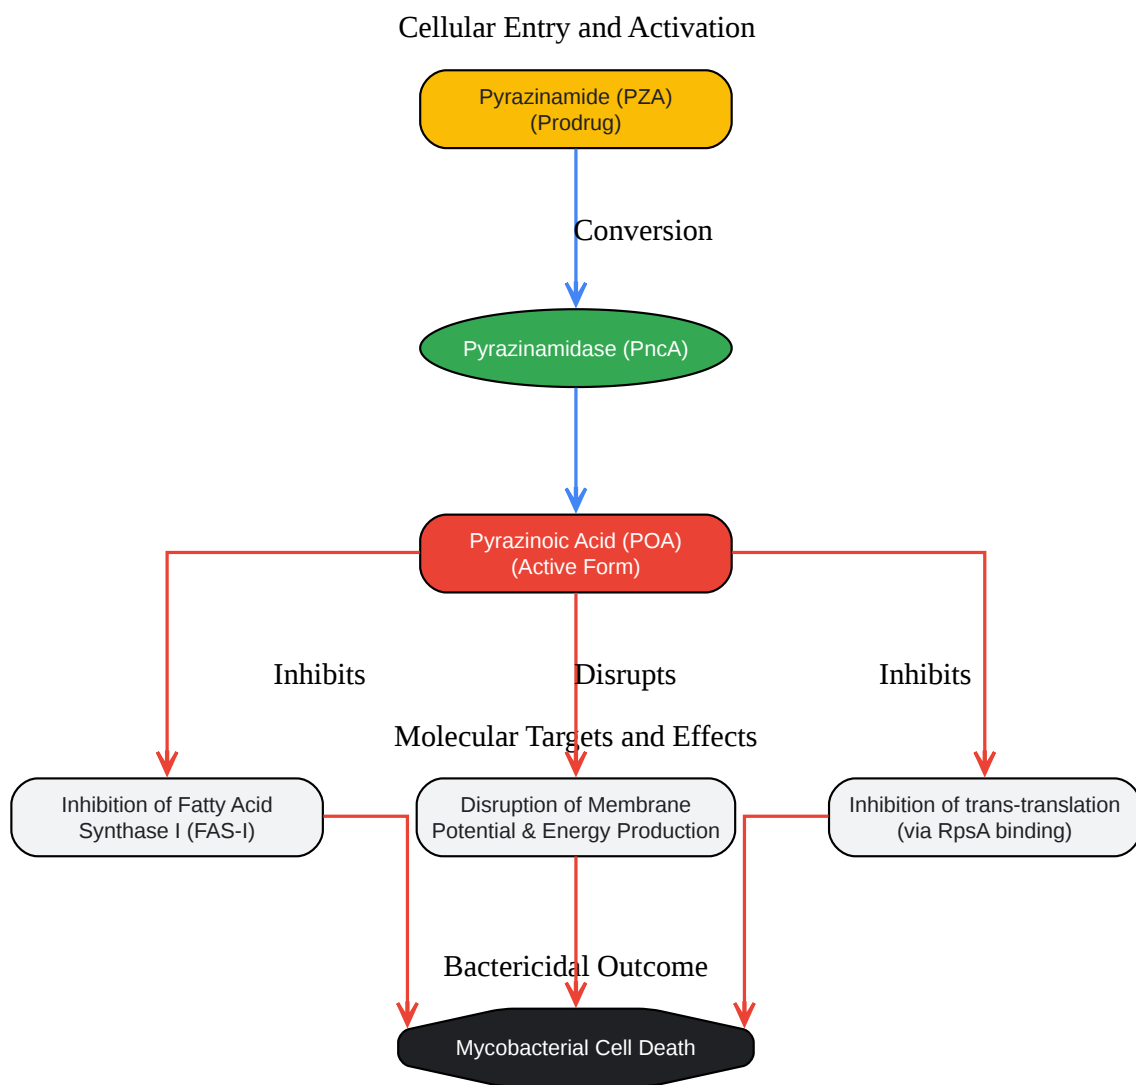 Cellular Entry and Activation
Pyrazinamide (PZA)
(Prodrug)
Conversion
Pyrazinamidase (PncA)
Pyrazinoic Acid (POA)
(Active Form)
Inhibits
Disrupts
Inhibits
Molecular Targets and Effects
Inhibition of Fatty Acid
Synthase I (FAS-I)
Disruption of Membrane
Potential & Energy Production
Inhibition of trans-translation
(via RpsA binding)
Bactericidal Outcome
Mycobacterial Cell Death